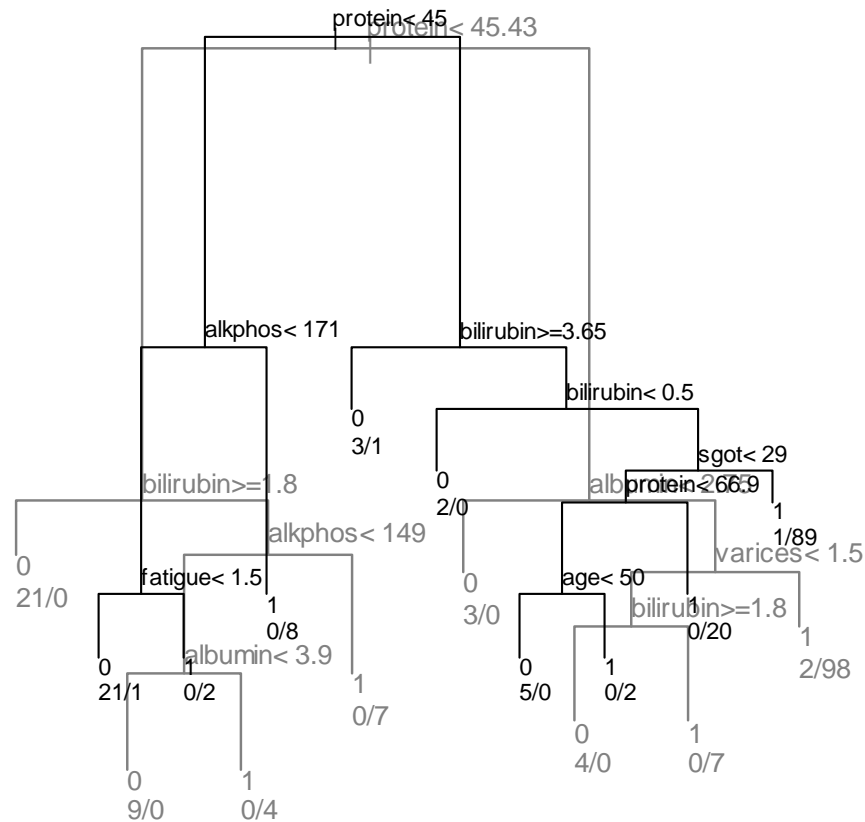 protein< 45
protein< 45.43
alkphos< 171
bilirubin>=3.65
bilirubin< 0.5
0
3/1
sgot< 29
bilirubin>=1.8
0
2/0
albumin< 2.75
protein< 66.9
1
1/89
alkphos< 149
varices< 1.5
0
21/0
fatigue< 1.5
0
3/0
age< 50
1
0/8
1
0/20
bilirubin>=1.8
1
2/98
0
21/1
1
0/2
albumin< 3.9
1
0/7
0
5/0
1
0/2
0
4/0
1
0/7
0
9/0
1
0/4